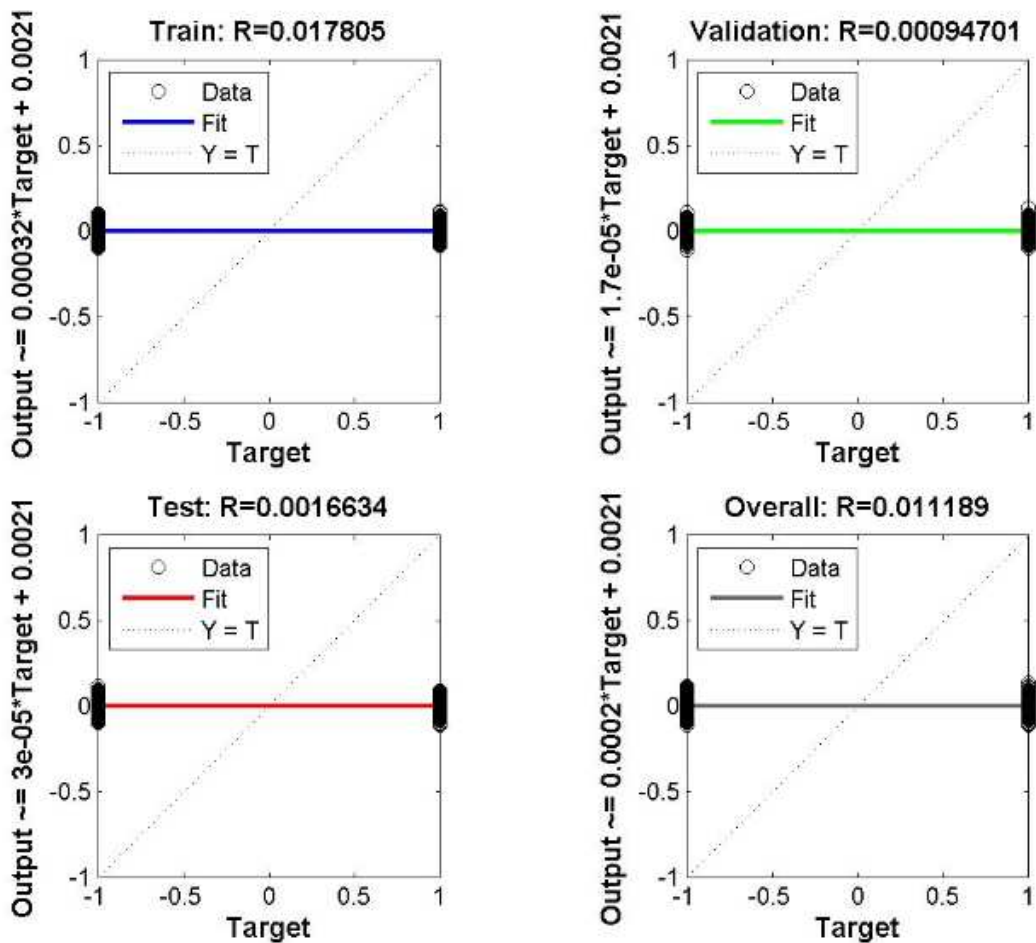 Train: R=0.017805
Output ~= 0.00032*Target + 0.0021
1
0.5
0
-0.5
-1
Data
Fit
Y = T
-1 -0.5 0 0.5 1
Target
Validation: R=0.00094701
Output ~= 1.7e-05*Target + 0.0021
1
0.5
0
-0.5
-1
Data
Fit
Y = T
-1 -0.5 0 0.5 1
Target
Test: R=0.0016634
Output ~= 3e-05*Target + 0.0021
1
0.5
0
-0.5
-1
Data
Fit
Y = T
-1 -0.5 0 0.5 1
Target
Overall: R=0.011189
Output ~= 0.0002*Target + 0.0021
1
0.5
0
-0.5
-1
Data
Fit
Y = T
-1 -0.5 0 0.5 1
Target